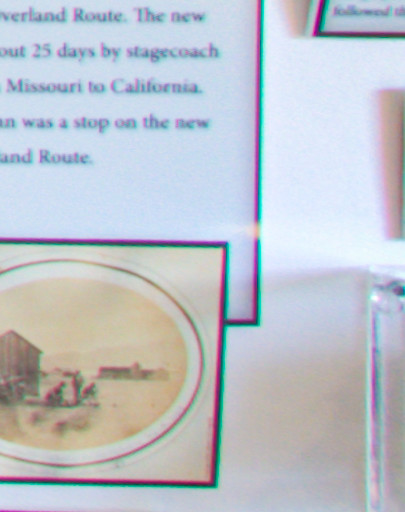 verland Route. The new
out 25 days by stagecoach
Missouri to California.
an was a stop on the new
land Route.
followed th